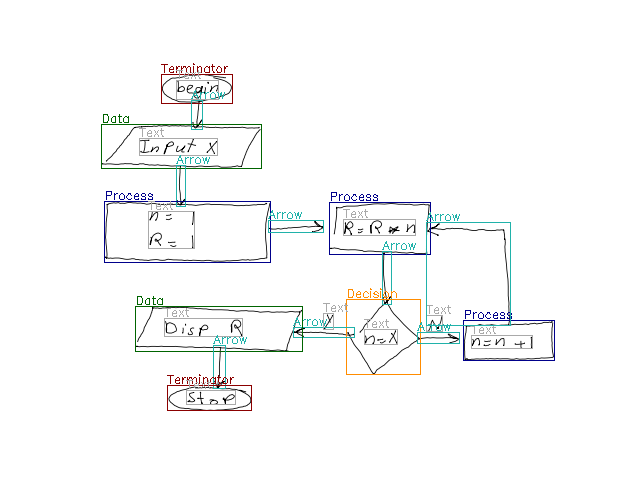 Terminator
Text
begin
Arrow
Data
Text
Input X
Arrow
Process
Text
n = 1
R = 1
Arrow
Process
Text
R = R * n
Arrow
Arrow
Decision
Text
n = X
Text
Y
Arrow
Text
N
Arrow
Process
Text
n = n + 1
Data
Text
Disp R
Arrow
Terminator
Text
Stop